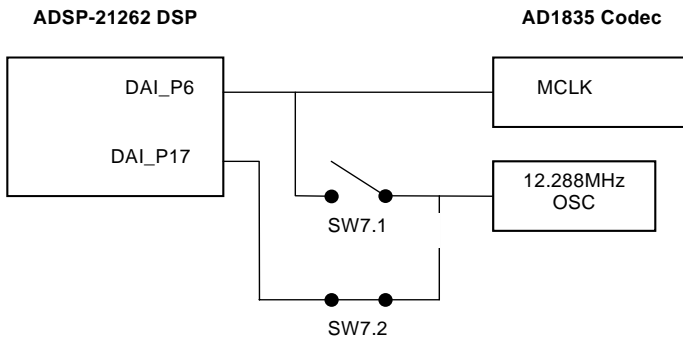 ADSP-21262 DSP
AD1835 Codec
DAI_P6
MCLK
DAI_P17
12.288MHz
OSC
SW7.1
SW7.2